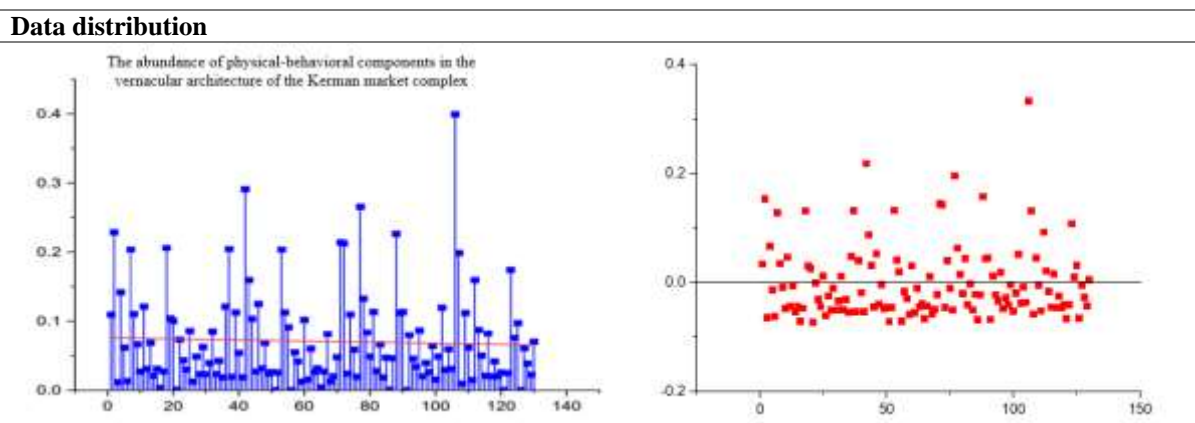 Data distribution
The abundance of physical-behavioral components in the
vernacular architecture of the Kerman market complex
0.4
0.3
0.2
0.1
0.0
0 20 40 60 80 100 120 140
0.4
0.2
0.0
-0.2
0 50 100 150